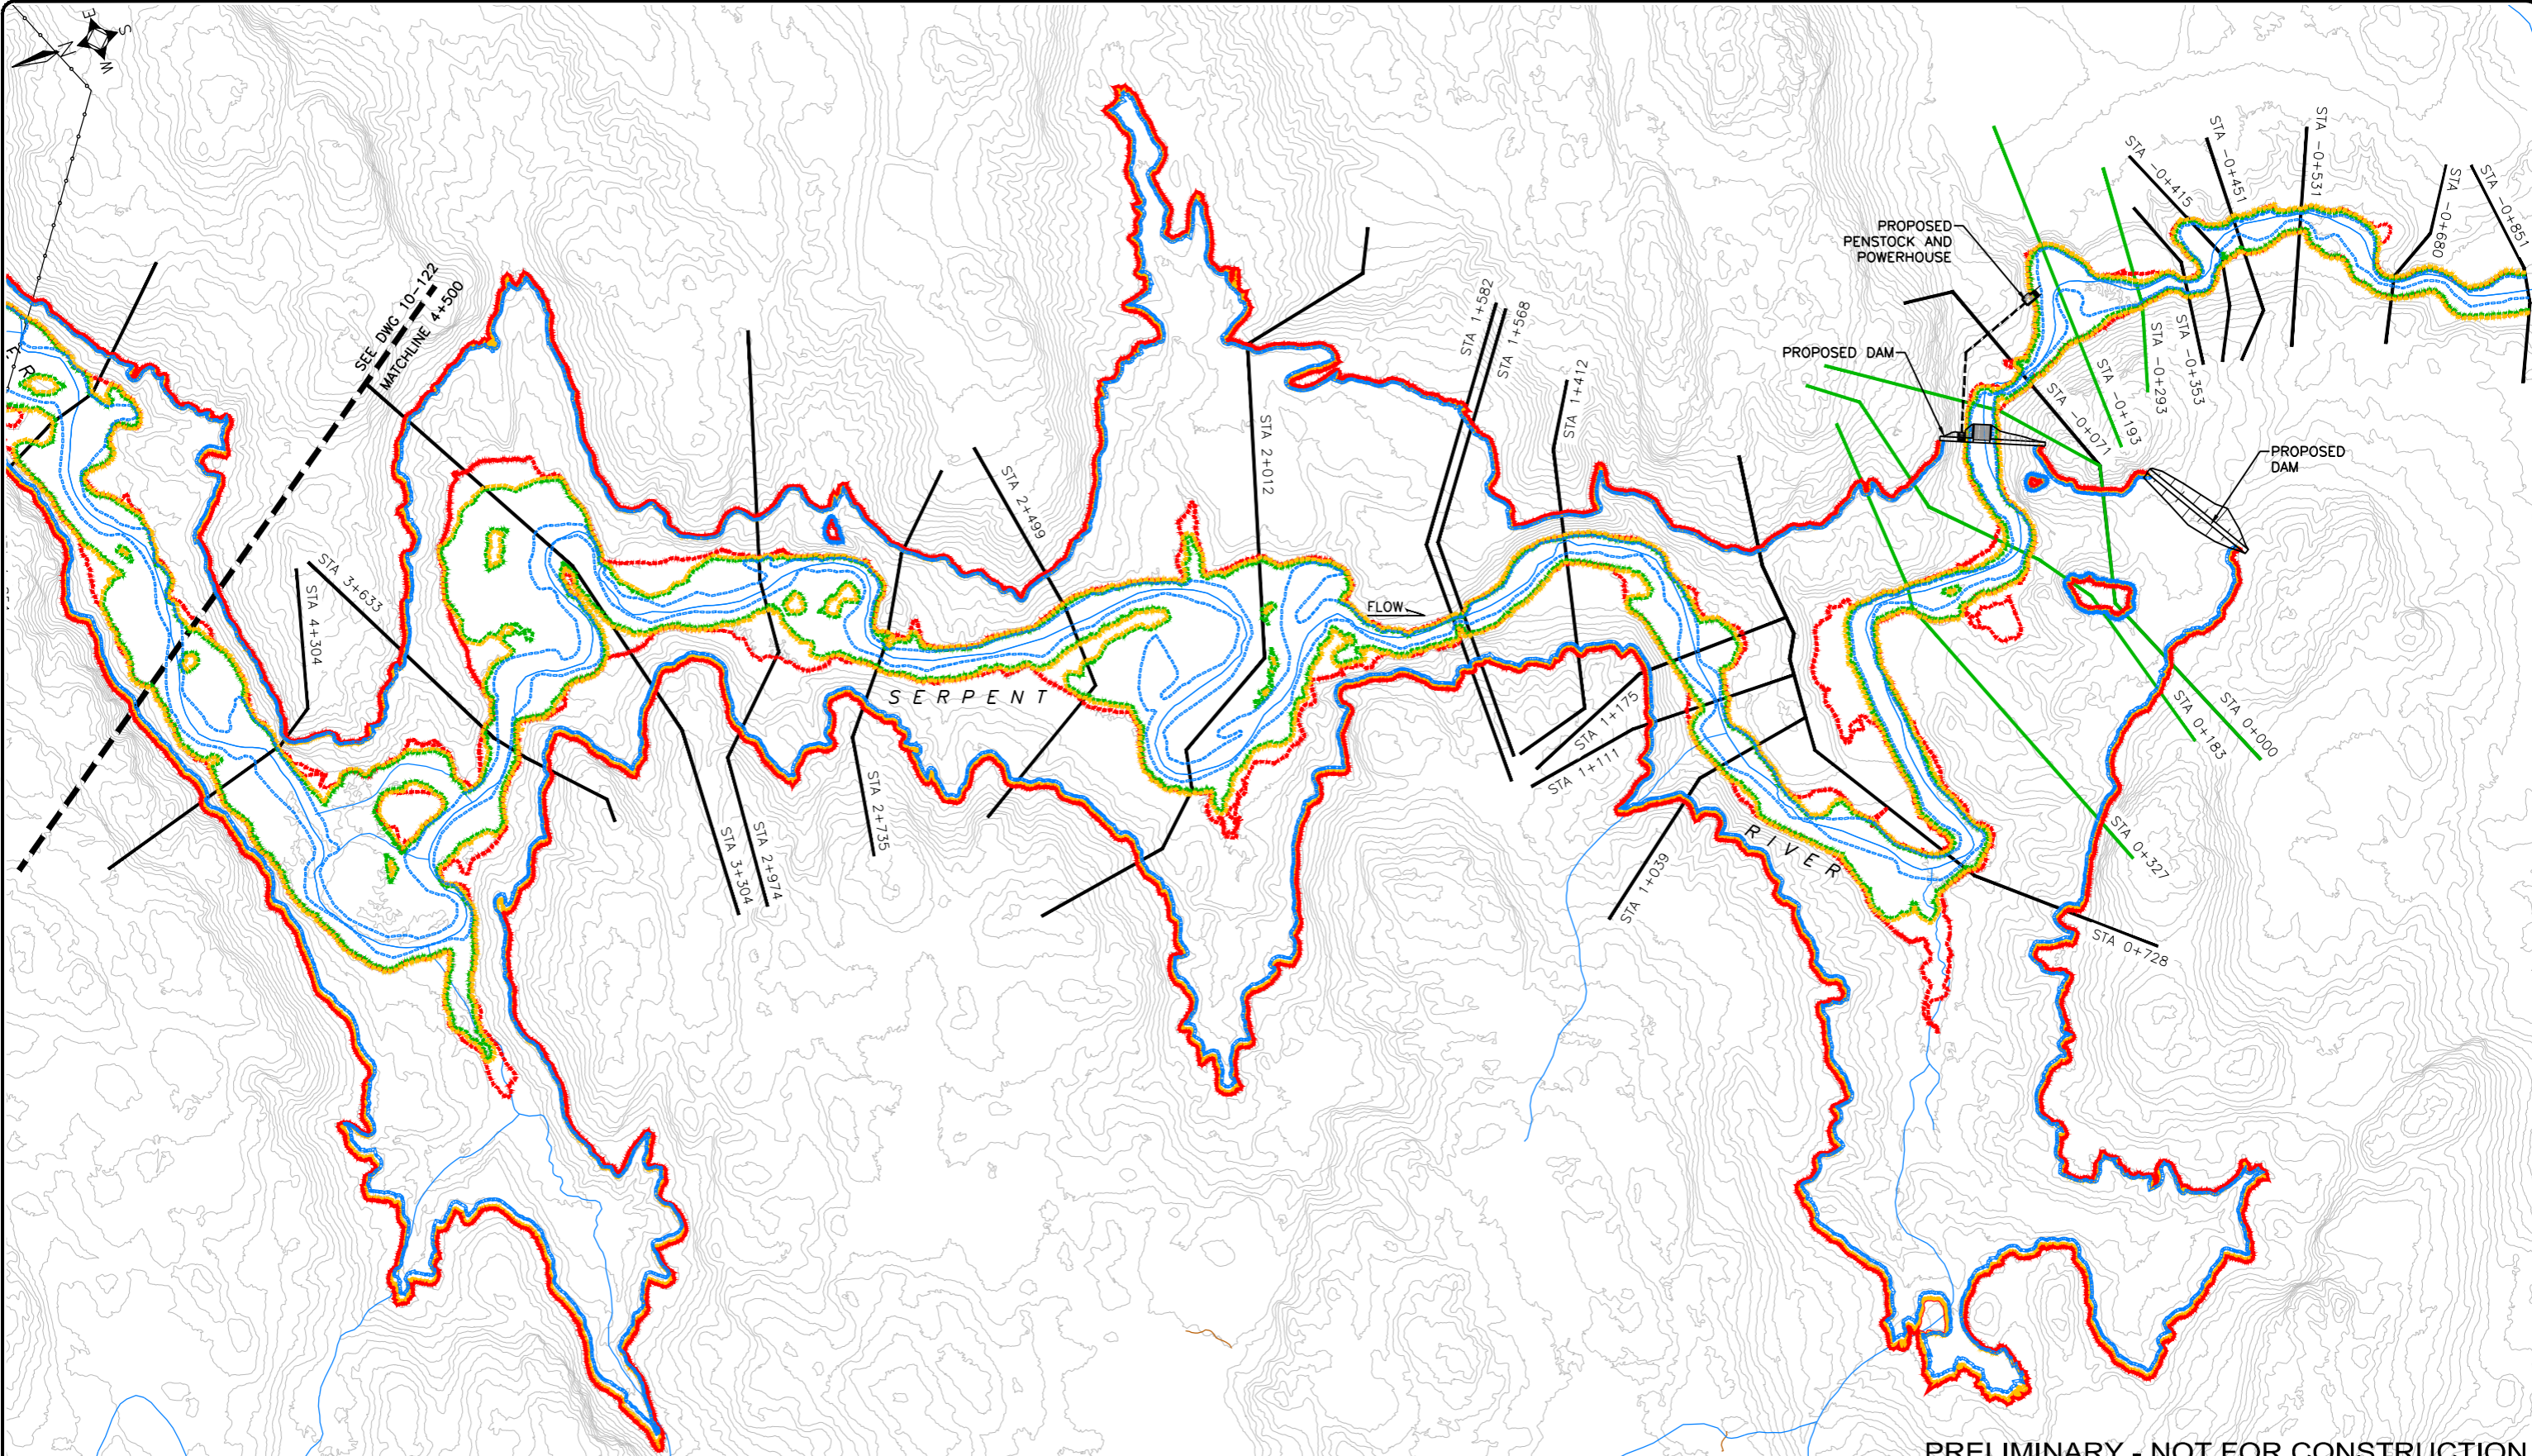 E
S
N
W
SEE DWG 10-122
MATCHLINE 4+500
R
STA 4+304
STA 3+633
STA 3+304
STA 2+974
STA 2+735
STA 2+499
STA 2+012
SERPENT
FLOW
STA 1+582
STA 1+568
STA 1+412
STA 1+175
STA 1+111
STA 1+039
RIVER
STA 0+728
STA 0+327
STA 0+183
STA 0+000
PROPOSED DAM
PROPOSED
PENSTOCK AND
POWERHOUSE
PROPOSED
DAM
STA -0+071
STA -0+193
STA -0+293
STA -0+353
STA -0+415
STA -0+451
STA -0+531
STA -0+680
STA -0+851
PRELIMINARY - NOT FOR CONSTRUCTION